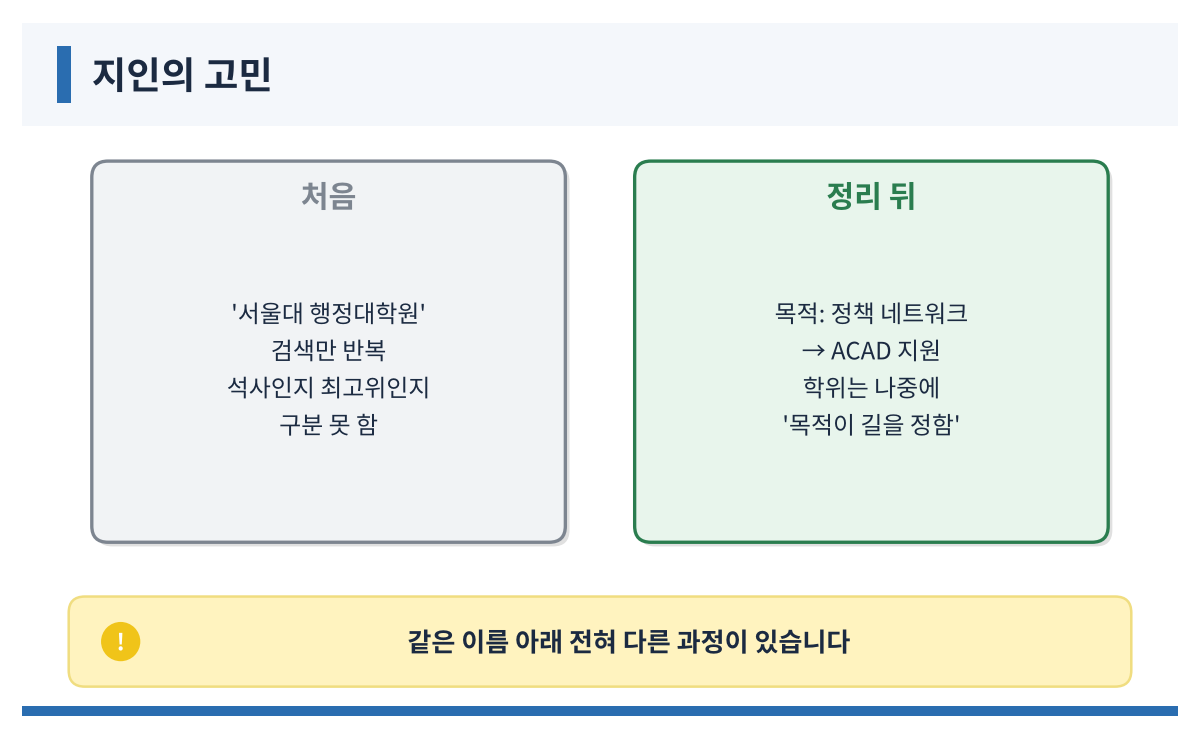 지인의 고민
처음
'서울대 행정대학원'
검색만 반복
석사인지 최고위인지
구분 못 함
정리 뒤
목적: 정책 네트워크
→ ACAD 지원
학위는 나중에
'목적이 길을 정함'
!
같은 이름 아래 전혀 다른 과정이 있습니다